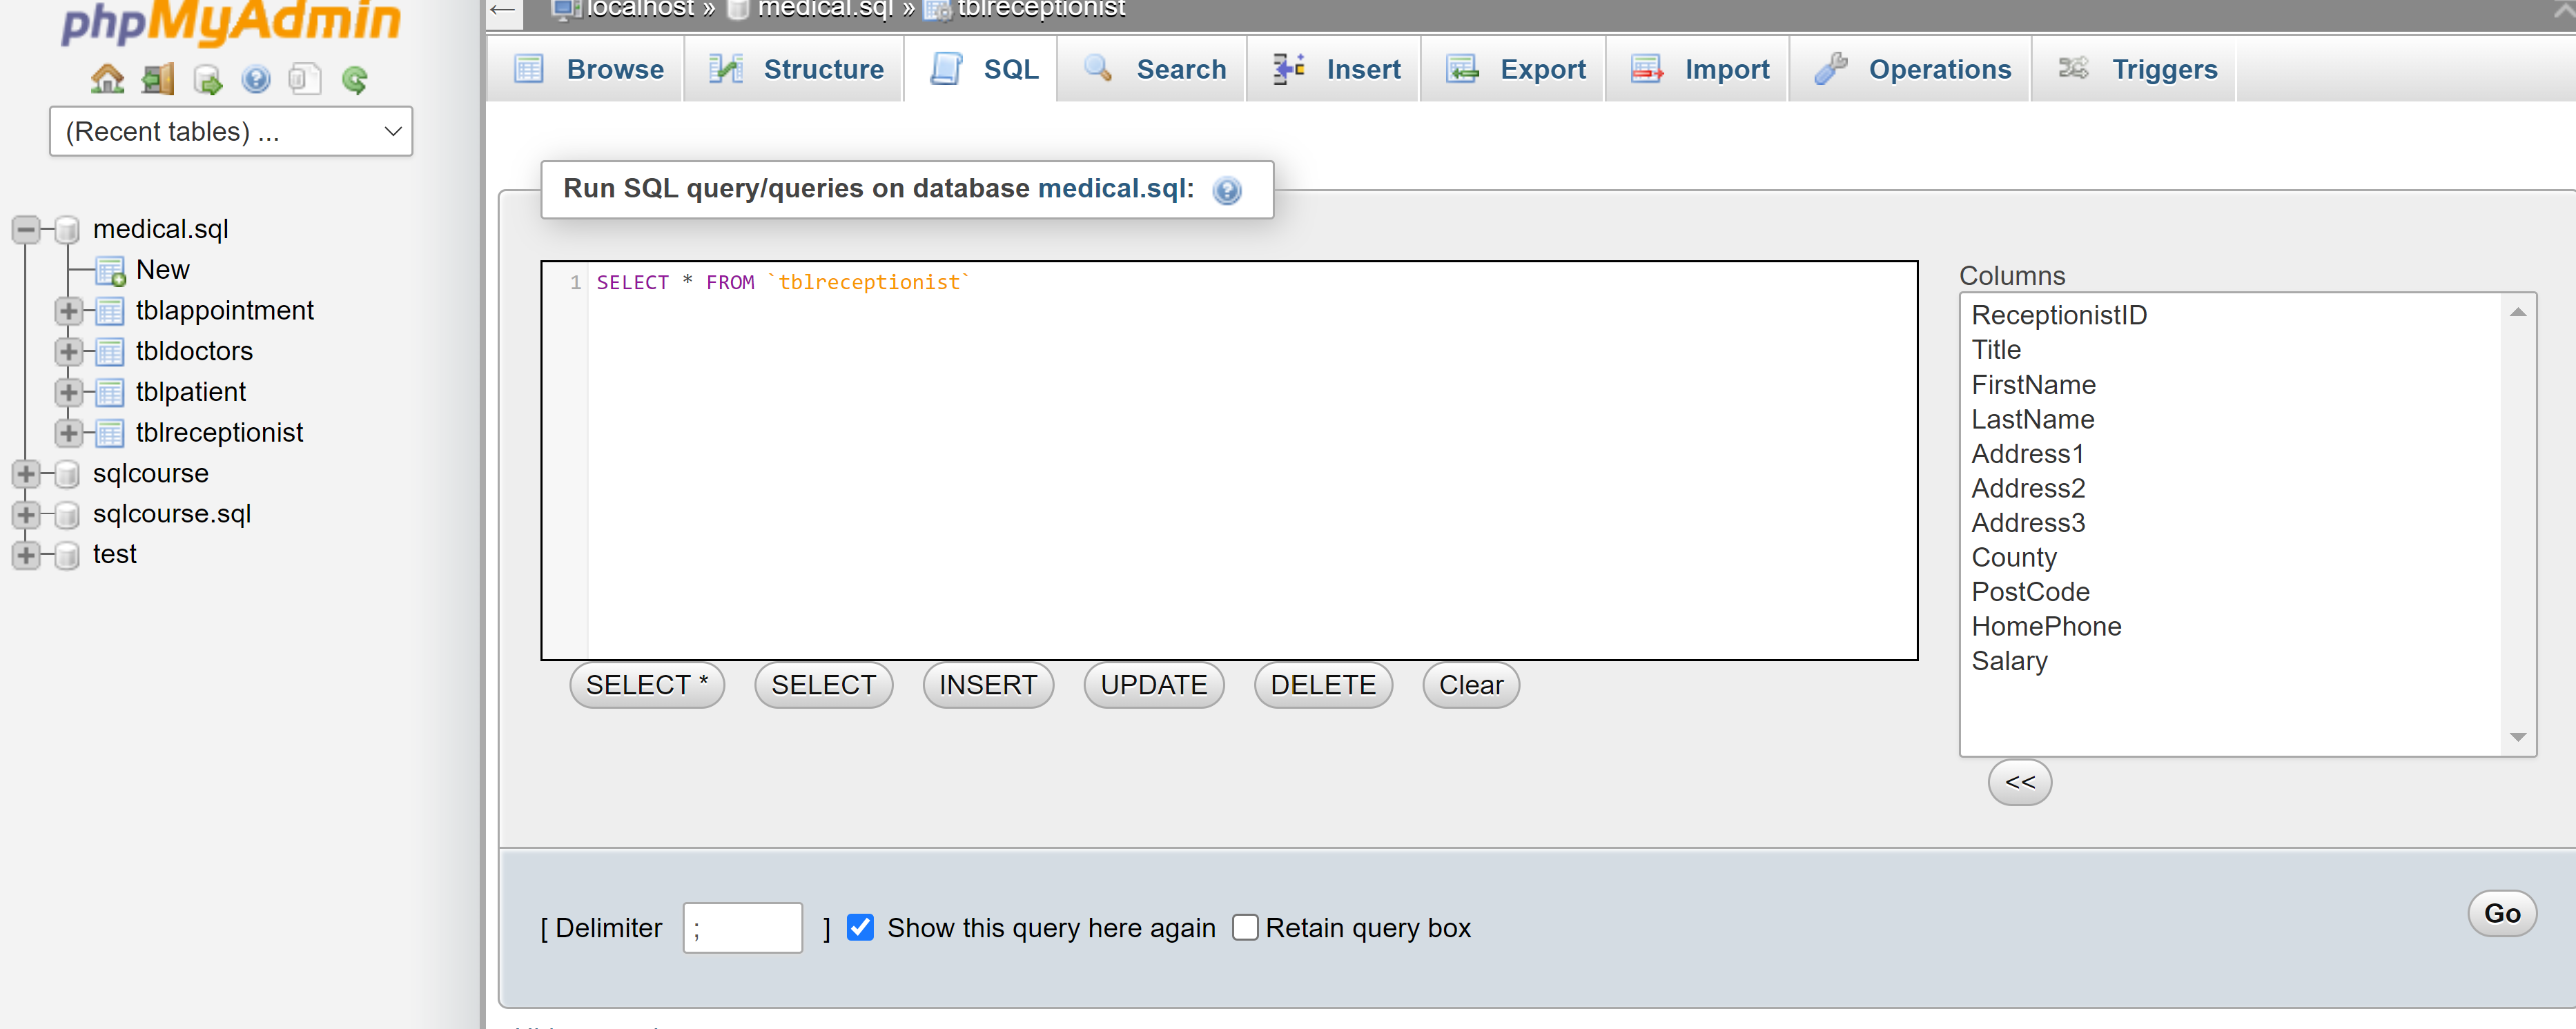 phpMyAdmin
(Recent tables) ...
medical.sql
New
tblappointment
tbldoctors
tblpatient
tblreceptionist
sqlcourse
sqlcourse.sql
test
localhost » medical.sql » tblreceptionist
Browse Structure SQL Search Insert Export Import Operations Triggers
Run SQL query/queries on database medical.sql:
1 SELECT * FROM `tblreceptionist`
Columns
ReceptionistID
Title
FirstName
LastName
Address1
Address2
Address3
County
PostCode
HomePhone
Salary
SELECT * SELECT INSERT UPDATE DELETE Clear
<<
[ Delimiter ; ] Show this query here again Retain query box
Go